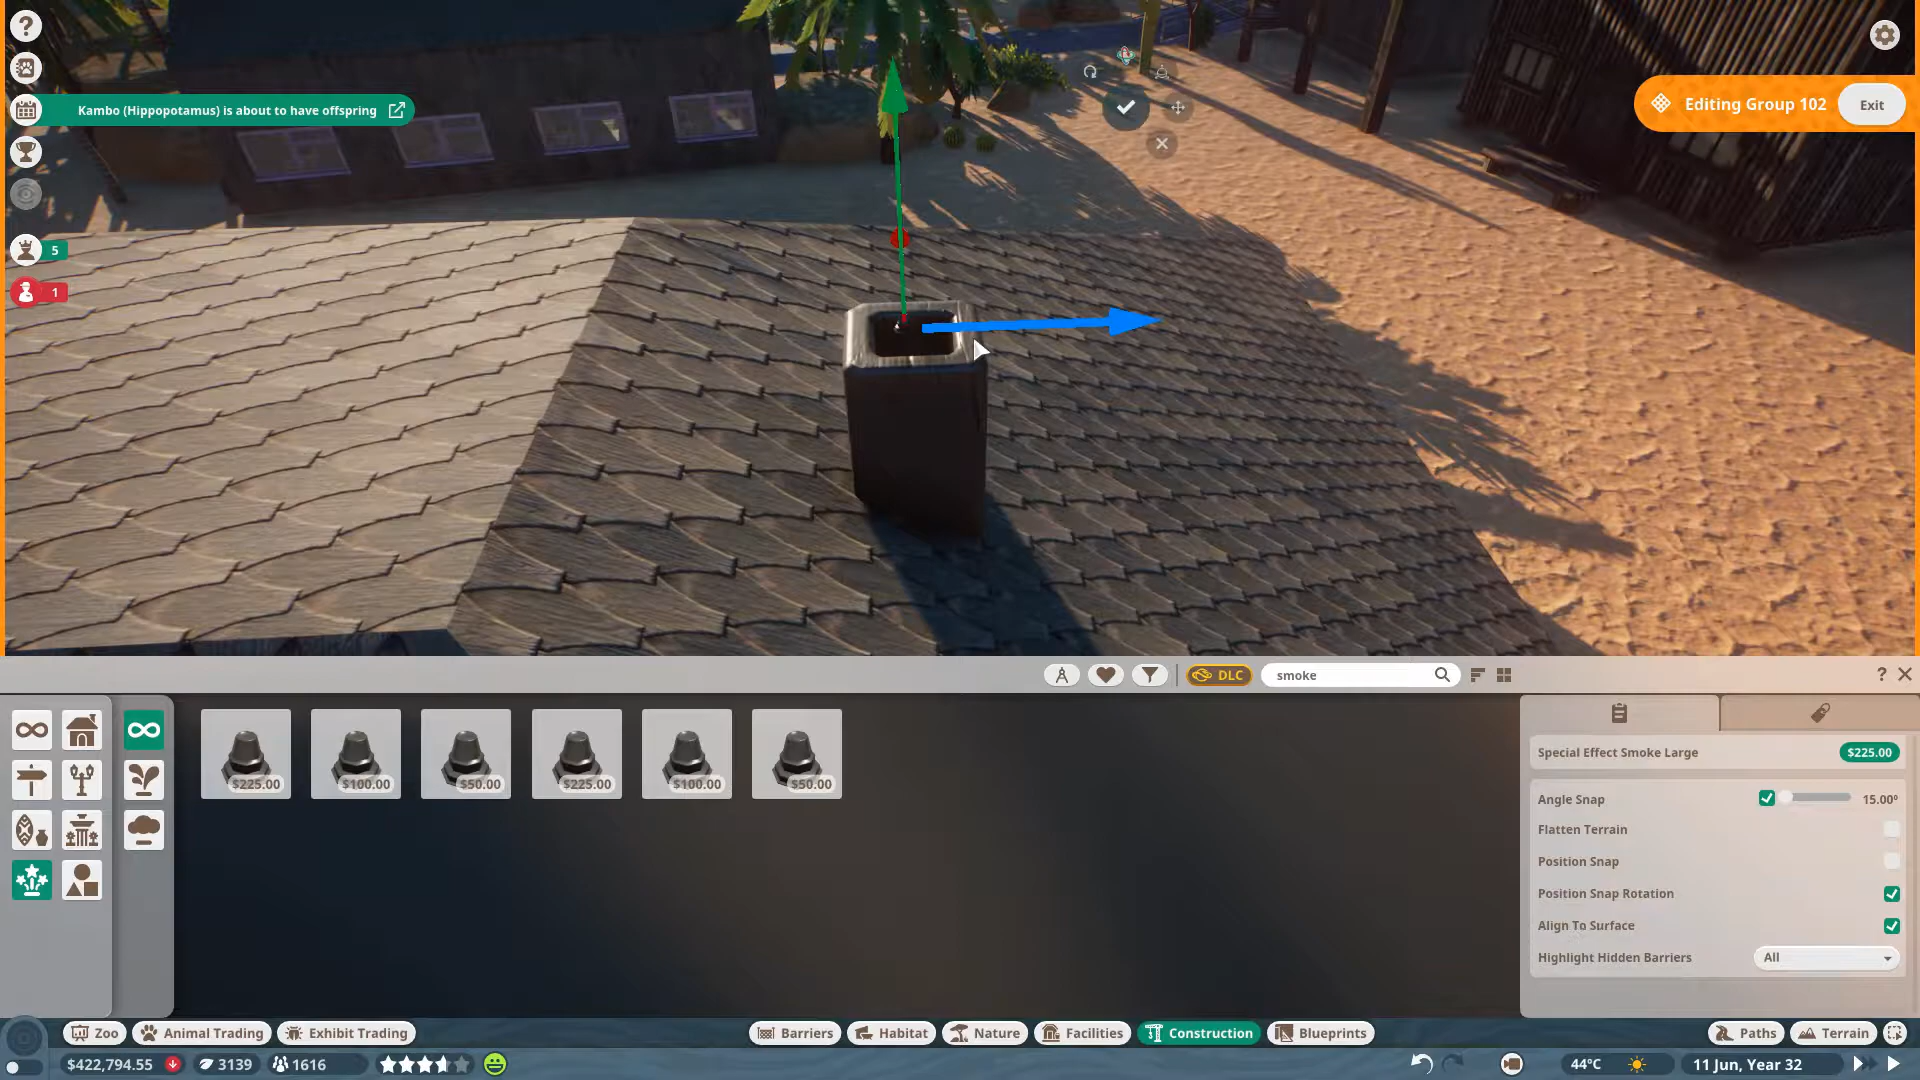 ?
Kambo (Hippopotamus) is about to have offspring
Editing Group 102
Exit
5
1
DLC
smoke
?
$225.00
$100.00
$50.00
$225.00
$100.00
$50.00
Special Effect Smoke Large
$225.00
Angle Snap
15.00°
Flatten Terrain
Position Snap
Position Snap Rotation
Align To Surface
Highlight Hidden Barriers
All
Zoo
Animal Trading
Exhibit Trading
Barriers
Habitat
Nature
Facilities
Construction
Blueprints
Paths
Terrain
$422,794.55
3139
1616
44°C
11 Jun, Year 32